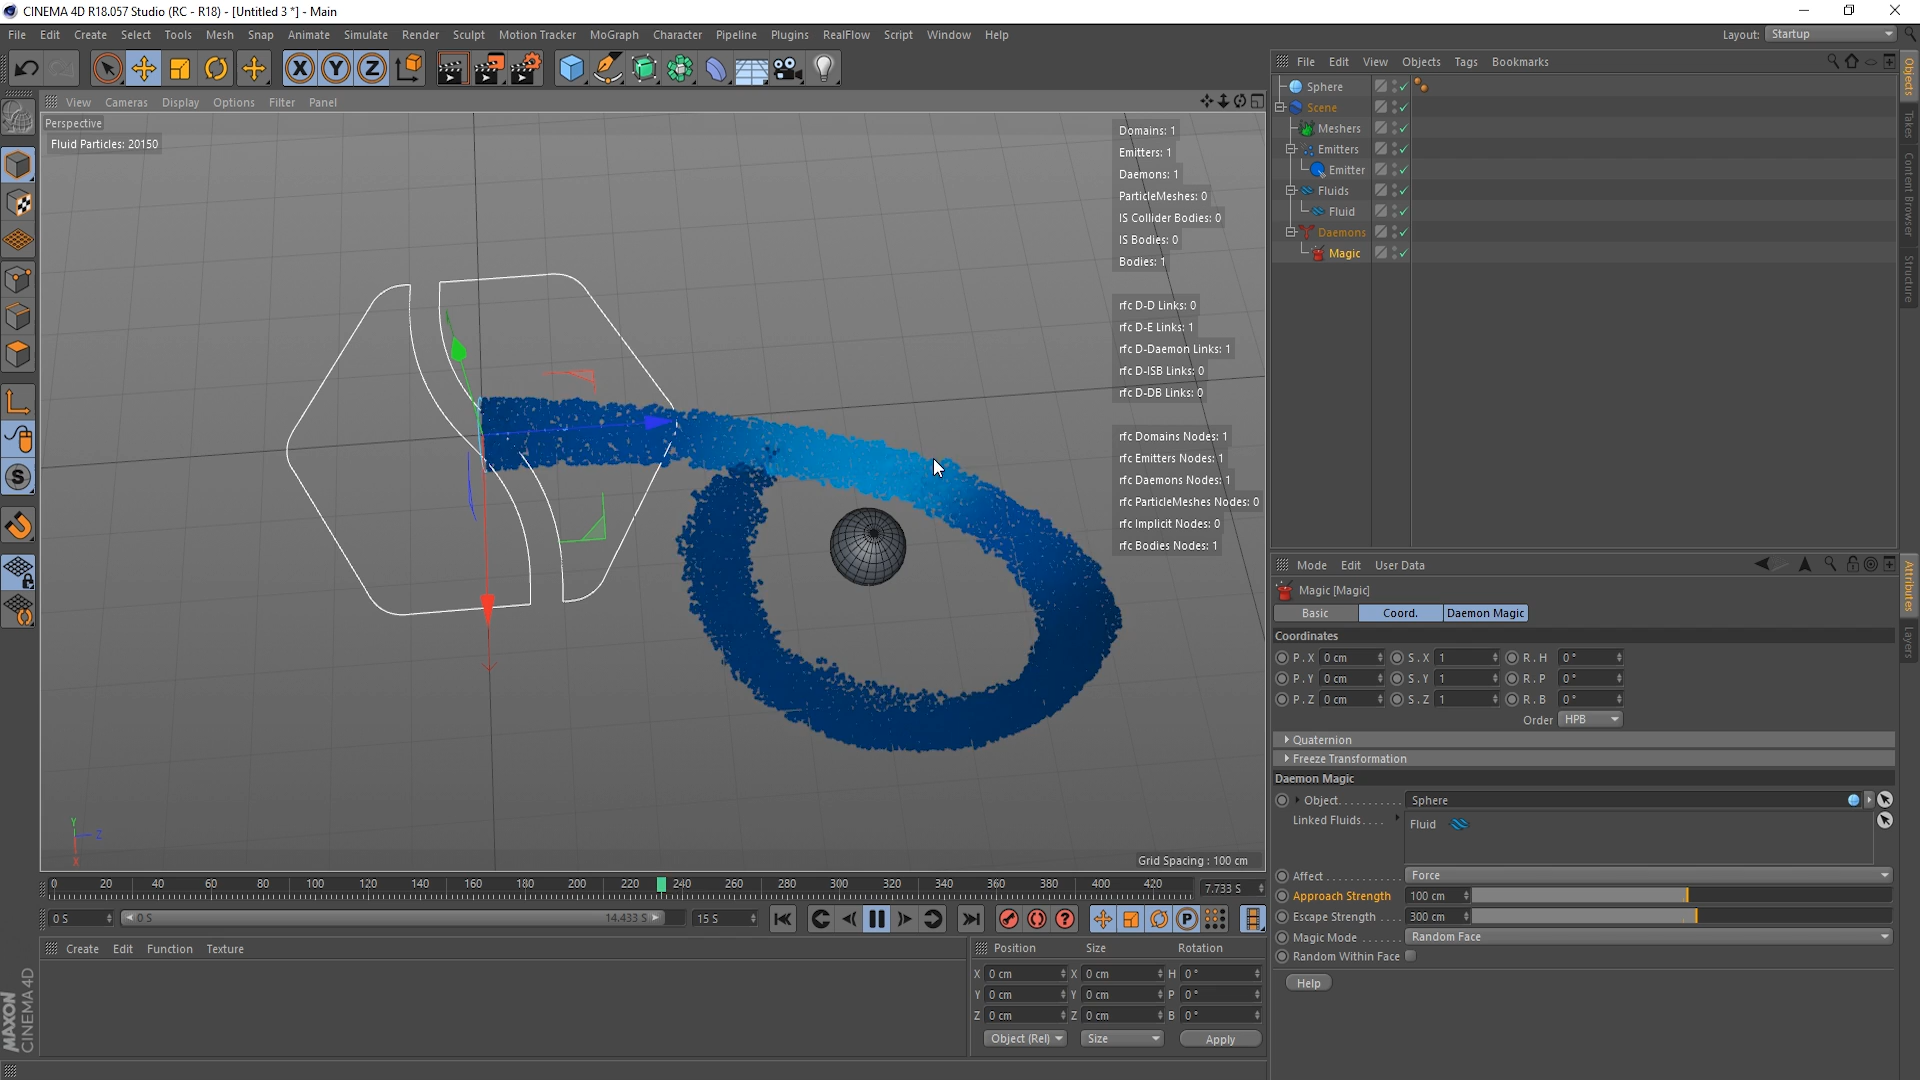 CINEMA 4D R18.057 Studio (RC - R18) - [Untitled 3 *] - Main
File Edit Create Select Tools Mesh Snap Animate Simulate Render Sculpt Motion Tracker MoGraph Character Pipeline Plugins RealFlow Script Window Help
Layout: Startup
View Cameras Display Options Filter Panel
Perspective
Fluid Particles: 20150
Domains: 1
Emitters: 1
Daemons: 1
ParticleMeshes: 0
IS Collider Bodies: 0
IS Bodies: 0
Bodies: 1
rfc D-D Links: 0
rfc D-E Links: 1
rfc D-Daemon Links: 1
rfc D-ISB Links: 0
rfc D-DB Links: 0
rfc Domains Nodes: 1
rfc Emitters Nodes: 1
rfc Daemons Nodes: 1
rfc ParticleMeshes Nodes: 0
rfc Implicit Nodes: 0
rfc Bodies Nodes: 1
Y
Z
X
Grid Spacing : 100 cm
0 20 40 60 80 100 120 140 160 180 200 220 240 260 280 300 320 340 360 380 400 420
7.733 S
0 S
0 S
14.433 S
15 S
Create Edit Function Texture
MAXON
CINEMA 4D
Position Size Rotation
X 0 cm X 0 cm H 0°
Y 0 cm Y 0 cm P 0°
Z 0 cm Z 0 cm B 0°
Object (Rel) Size Apply
File Edit View Objects Tags Bookmarks
Sphere
Scene
Meshers
Emitters
Emitter
Fluids
Fluid
Daemons
Magic
Objects
Takes
Content Browser
Structure
Mode Edit User Data
Magic [Magic]
Basic Coord. Daemon Magic
Coordinates
P . X 0 cm S . X 1 R . H 0°
P . Y 0 cm S . Y 1 R . P 0°
P . Z 0 cm S . Z 1 R . B 0°
Order HPB
Quaternion
Freeze Transformation
Daemon Magic
Object. . . . . . . . . . Sphere
Linked Fluids. . . . Fluid
Affect . . . . . . . . . . . Force
Approach Strength 100 cm
Escape Strength . . . . 300 cm
Magic Mode . . . . . . . Random Face
Random Within Face
Help
Attributes
Layers